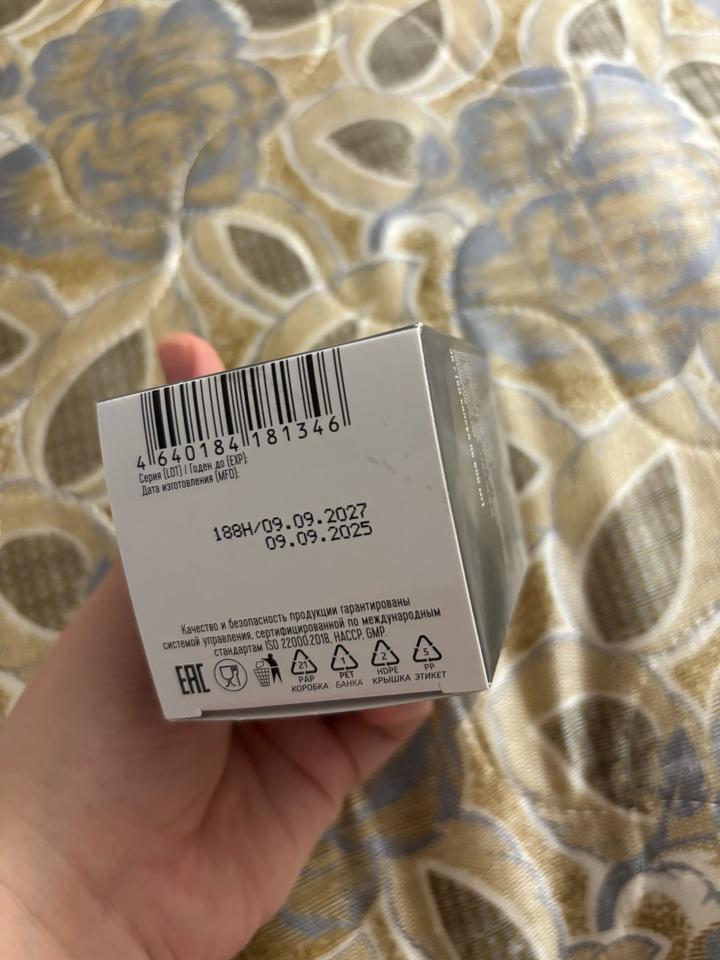 4 640184 181346
Серия (LOT) / Годен до (EXP):
Дата изготовления (MFD):
188H/09.09.2027
09.09.2025
Качество и безопасность продукции гарантированы
системой управления, сертифицированной по международным
стандартам ISO 22000:2018, HACCP, GMP.
EAC
21 1 2 5
PAP PET HDPE PP
КОРОБКА БАНКА КРЫШКА ЭТИКЕТ